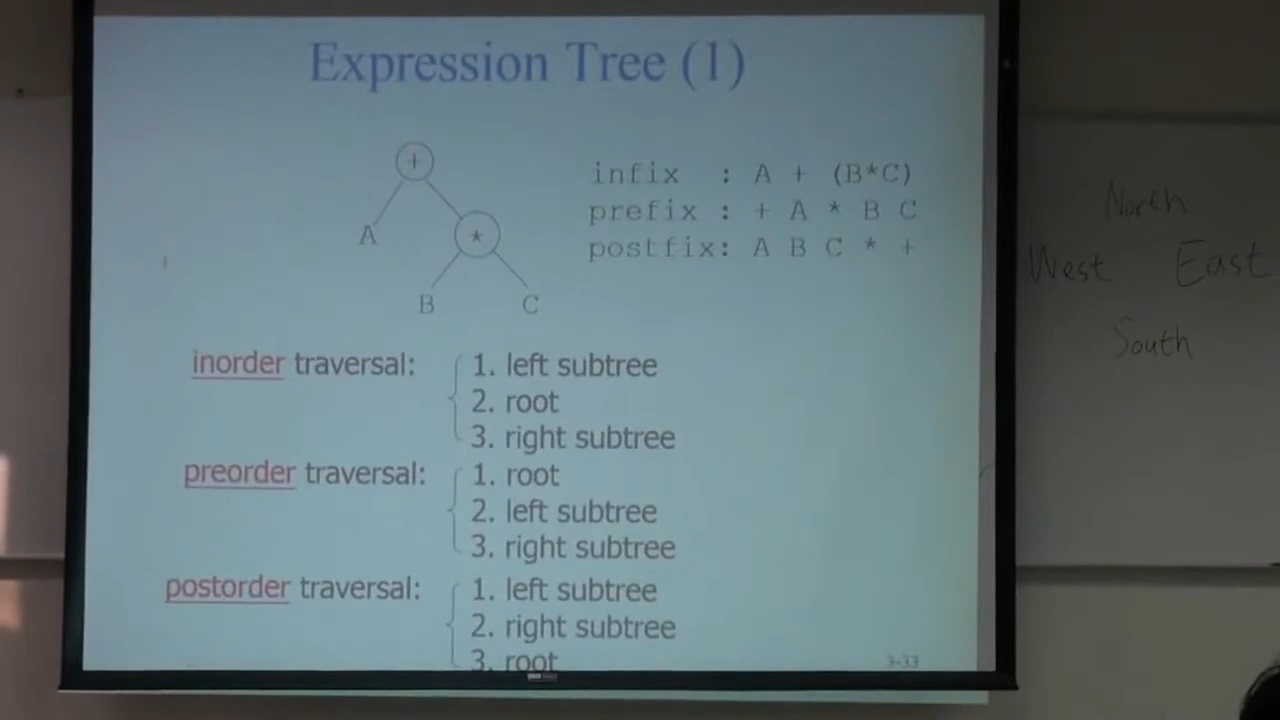 Expression Tree (1)
+
A
*
B C
infix : A + (B*C)
prefix : + A * B C
postfix: A B C * +
inorder traversal:
1. left subtree
2. root
3. right subtree
preorder traversal:
1. root
2. left subtree
3. right subtree
postorder traversal:
1. left subtree
2. right subtree
3. root
3-33
North
West East
South